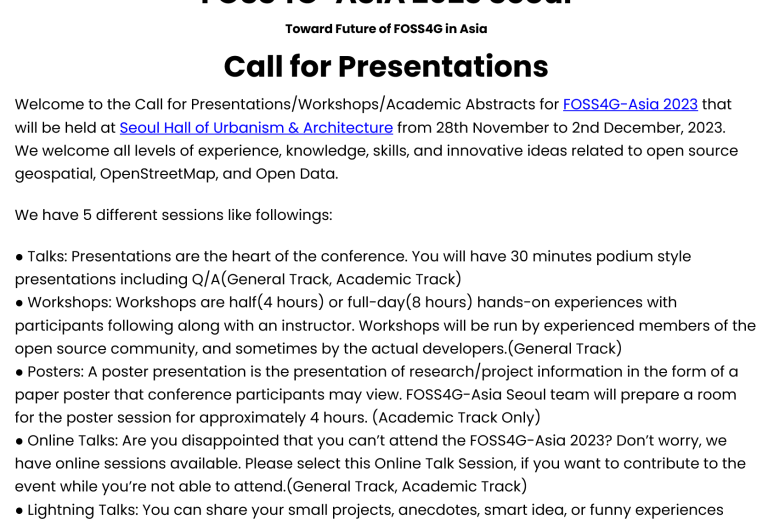 FOSS4G-ASIA 2023 Seoul
Toward Future of FOSS4G in Asia
Call for Presentations
Welcome to the Call for Presentations/Workshops/Academic Abstracts for FOSS4G-Asia 2023 that
will be held at Seoul Hall of Urbanism & Architecture from 28th November to 2nd December, 2023.
We welcome all levels of experience, knowledge, skills, and innovative ideas related to open source
geospatial, OpenStreetMap, and Open Data.
We have 5 different sessions like followings:
● Talks: Presentations are the heart of the conference. You will have 30 minutes podium style
presentations including Q/A(General Track, Academic Track)
● Workshops: Workshops are half(4 hours) or full-day(8 hours) hands-on experiences with
participants following along with an instructor. Workshops will be run by experienced members of the
open source community, and sometimes by the actual developers.(General Track)
● Posters: A poster presentation is the presentation of research/project information in the form of a
paper poster that conference participants may view. FOSS4G-Asia Seoul team will prepare a room
for the poster session for approximately 4 hours. (Academic Track Only)
● Online Talks: Are you disappointed that you can’t attend the FOSS4G-Asia 2023? Don’t worry, we
have online sessions available. Please select this Online Talk Session, if you want to contribute to the
event while you’re not able to attend.(General Track, Academic Track)
● Lightning Talks: You can share your small projects, anecdotes, smart idea, or funny experiences